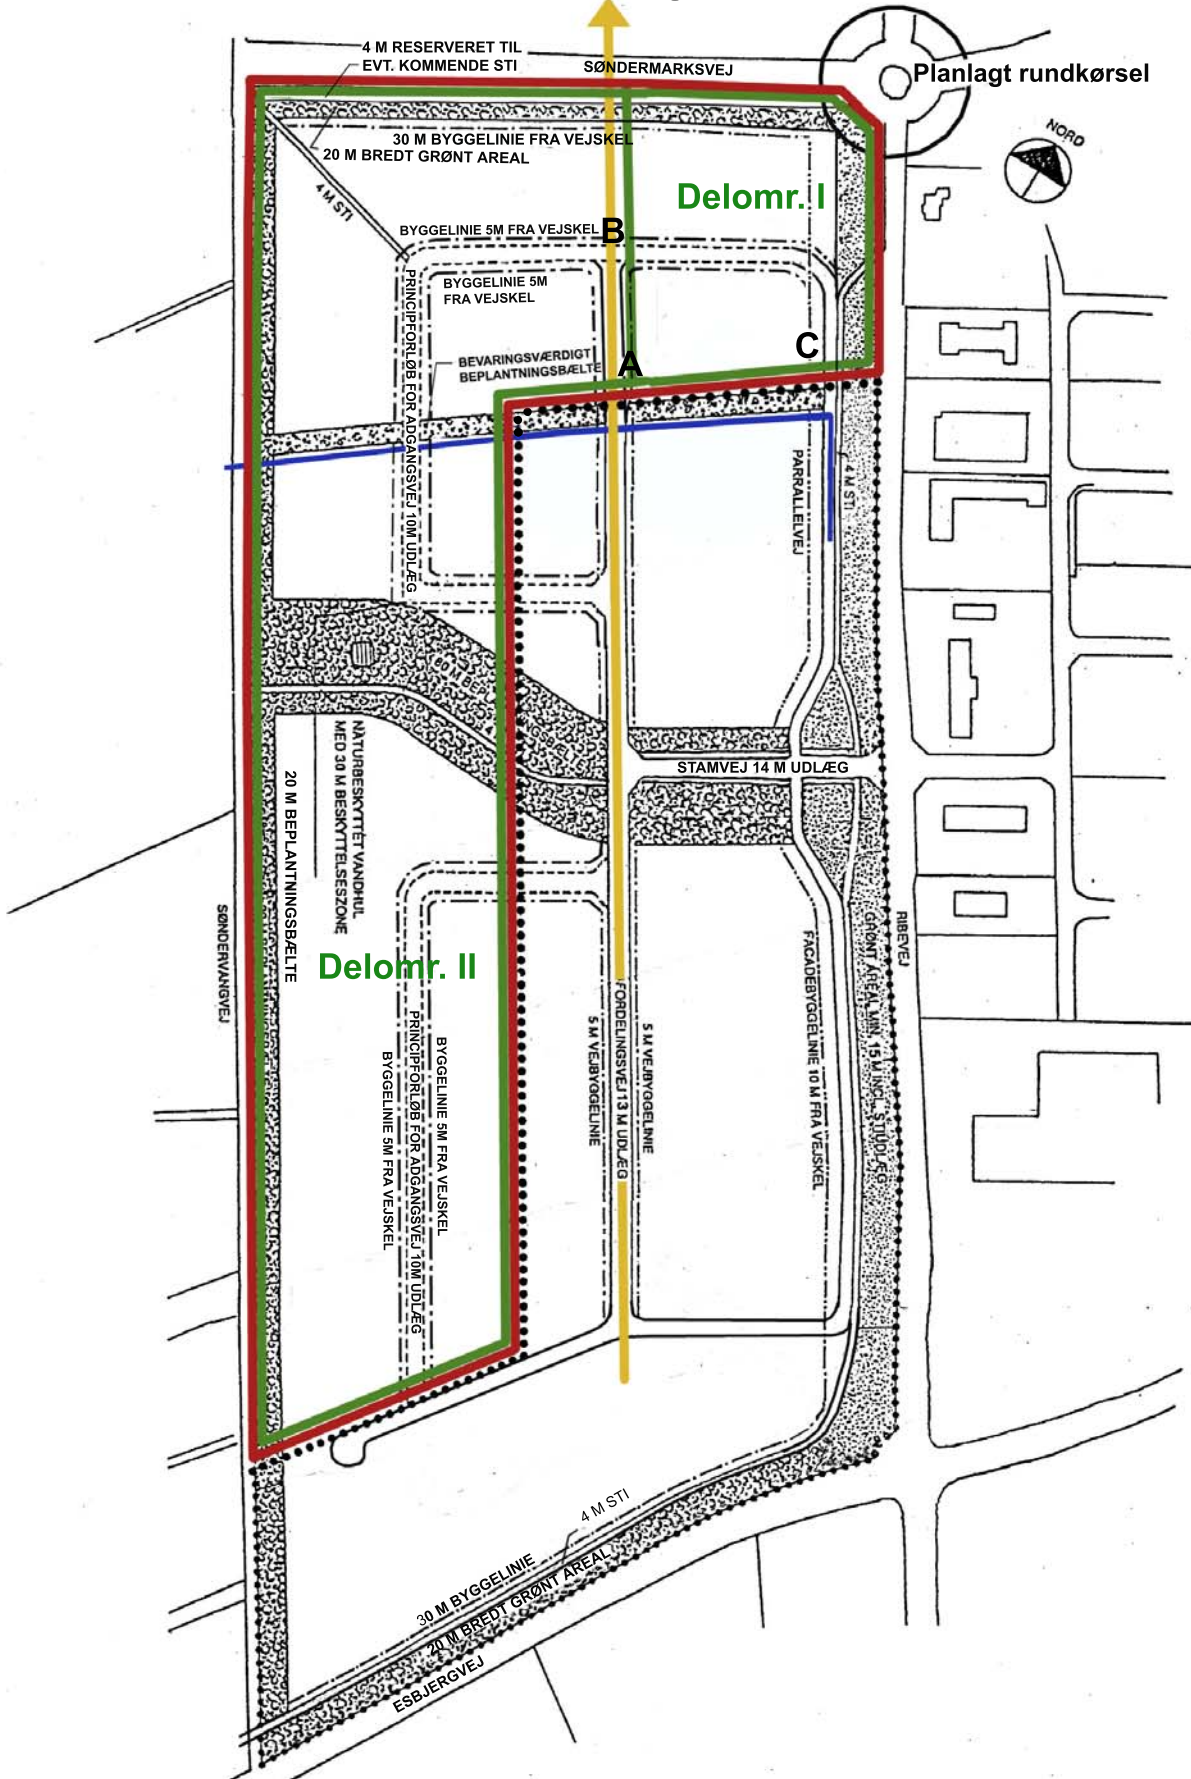 4 M RESERVERET TIL
EVT. KOMMENDE STI
SØNDERMARKSVEJ
Planlagt rundkørsel
NORD
30 M BYGGELINIE FRA VEJSKEL
20 M BREDT GRØNT AREAL
4 M STI
Delomr. I
BYGGELINIE 5M FRA VEJSKEL
B
BYGGELINIE 5M
FRA VEJSKEL
PRINCIPFORLØB FOR ADGANGSVEJ 10M UDLÆG
BEVARINGSVÆRDIGT
BEPLANTNINGSBÆLTE
A
C
PARRALLELVEJ
4 M STI
STAMVEJ 14 M UDLÆG
NATURBESKYTTET VANDHUL
MED 30 M BESKYTTELSESZONE
20 M BEPLANTNINGSBÆLTE
SØNDERVANGVEJ
Delomr. II
BYGGELINIE 5M FRA VEJSKEL
PRINCIPFORLØB FOR ADGANGSVEJ 10M UDLÆG
BYGGELINIE 5M FRA VEJSKEL
5 M VEJBYGGELINIE
FORDELINGSVEJ 13 M UDLÆG
5 M VEJBYGGELINIE
FACADEBYGGELINIE 10 M FRA VEJSKEL
GRØNT AREAL MIN. 15 M INCL. STIUDLÆG
RIBEVEJ
4 M STI
30 M BYGGELINIE
20 M BREDT GRØNT AREAL
ESBJERGVEJ